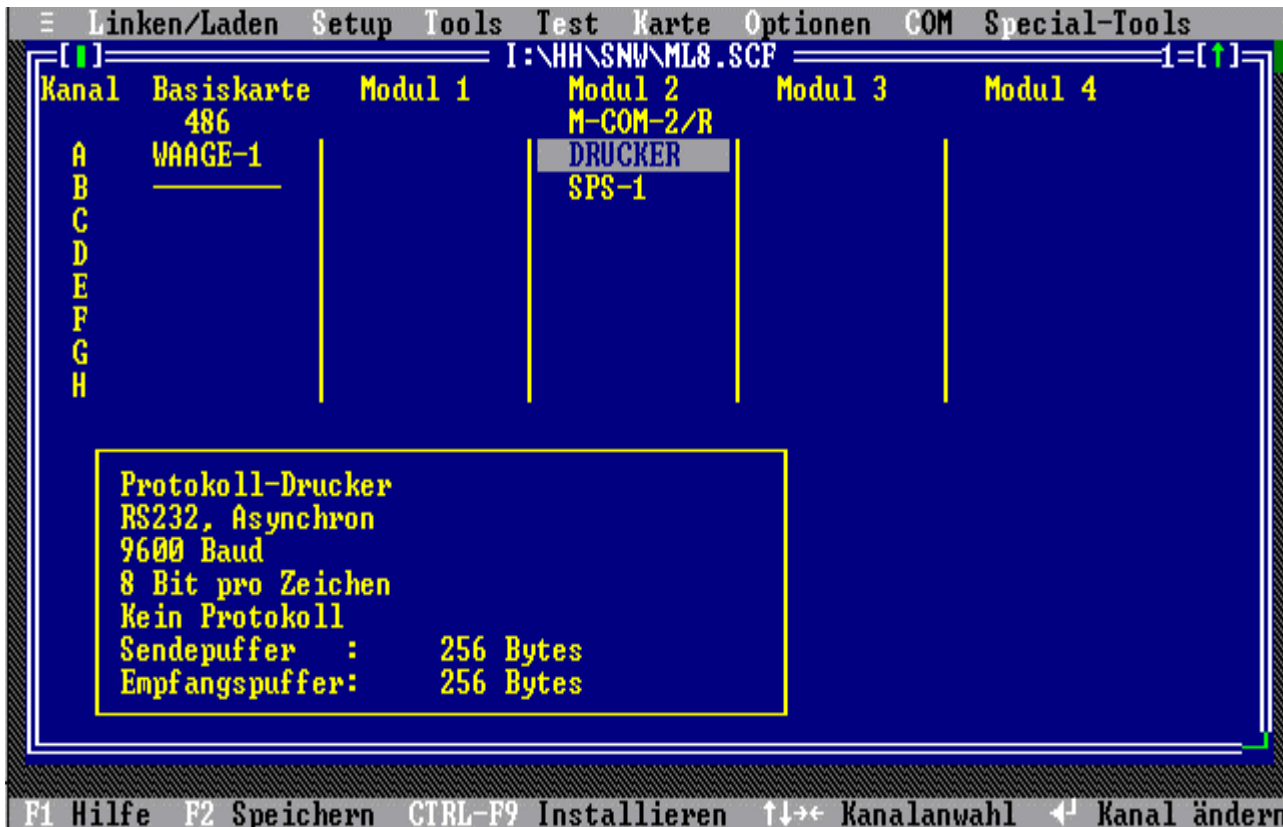 ≡ Linken/Laden Setup Tools Test Karte Optionen COM Special-Tools
[▮] I:\HH\SNW\ML8.SCF 1=[↑]
Kanal Basiskarte Modul 1 Modul 2 Modul 3 Modul 4
486 M-COM-2/R
A WAAGE-1 DRUCKER
B ──────── SPS-1
C
D
E
F
G
H
Protokoll-Drucker
RS232, Asynchron
9600 Baud
8 Bit pro Zeichen
Kein Protokoll
Sendepuffer : 256 Bytes
Empfangspuffer: 256 Bytes
F1 Hilfe F2 Speichern CTRL-F9 Installieren ↑↓→← Kanalanwahl ↵ Kanal ändern